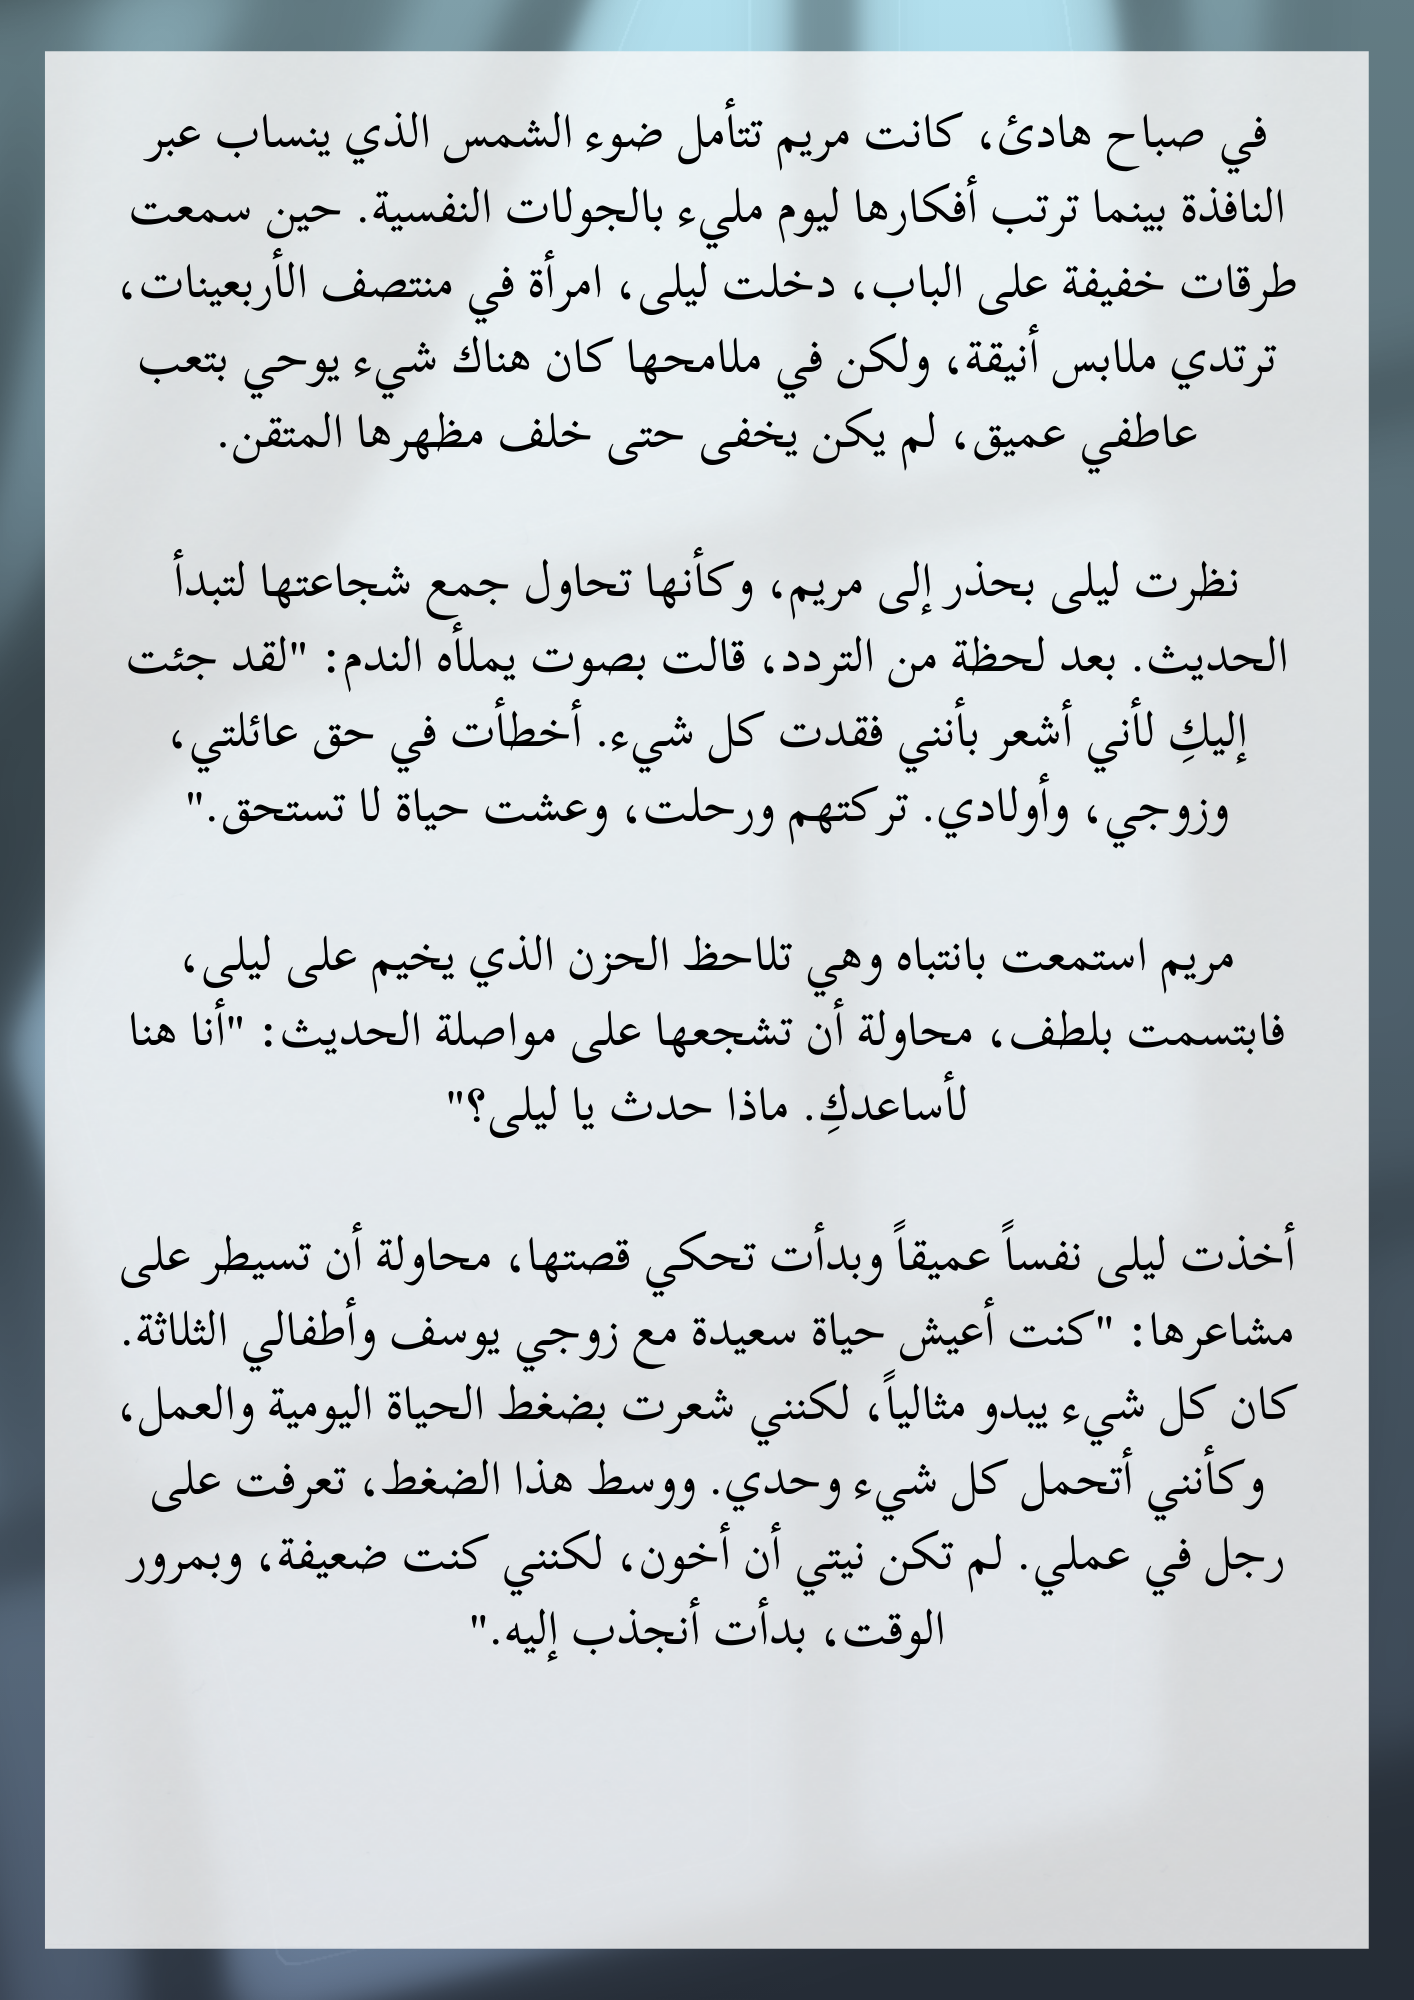 في صباح هادئ، كانت مريم تتأمل ضوء الشمس الذي ينساب عبر
النافذة بينما ترتب أفكارها ليوم مليء بالجولات النفسية. حين سمعت
طرقات خفيفة على الباب، دخلت ليلى، امرأة في منتصف الأربعينات،
ترتدي ملابس أنيقة، ولكن في ملامحها كان هناك شيء يوحي بتعب
عاطفي عميق، لم يكن يخفى حتى خلف مظهرها المتقن.
نظرت ليلى بحذر إلى مريم، وكأنها تحاول جمع شجاعتها لتبدأ
الحديث. بعد لحظة من التردد، قالت بصوت يملأه الندم: "لقد جئت
إليكِ لأني أشعر بأنني فقدت كل شيء. أخطأت في حق عائلتي،
وزوجي، وأولادي. تركتهم ورحلت، وعشت حياة لا تستحق."
مريم استمعت بانتباه وهي تلاحظ الحزن الذي يخيم على ليلى،
فابتسمت بلطف، محاولة أن تشجعها على مواصلة الحديث: "أنا هنا
لأساعدكِ. ماذا حدث يا ليلى؟"
أخذت ليلى نفساً عميقاً وبدأت تحكي قصتها، محاولة أن تسيطر على
مشاعرها: "كنت أعيش حياة سعيدة مع زوجي يوسف وأطفالي الثلاثة.
كان كل شيء يبدو مثالياً، لكنني شعرت بضغط الحياة اليومية والعمل،
وكأنني أتحمل كل شيء وحدي. ووسط هذا الضغط، تعرفت على
رجل في عملي. لم تكن نيتي أن أخون، لكنني كنت ضعيفة، وبمرور
الوقت، بدأت أنجذب إليه."